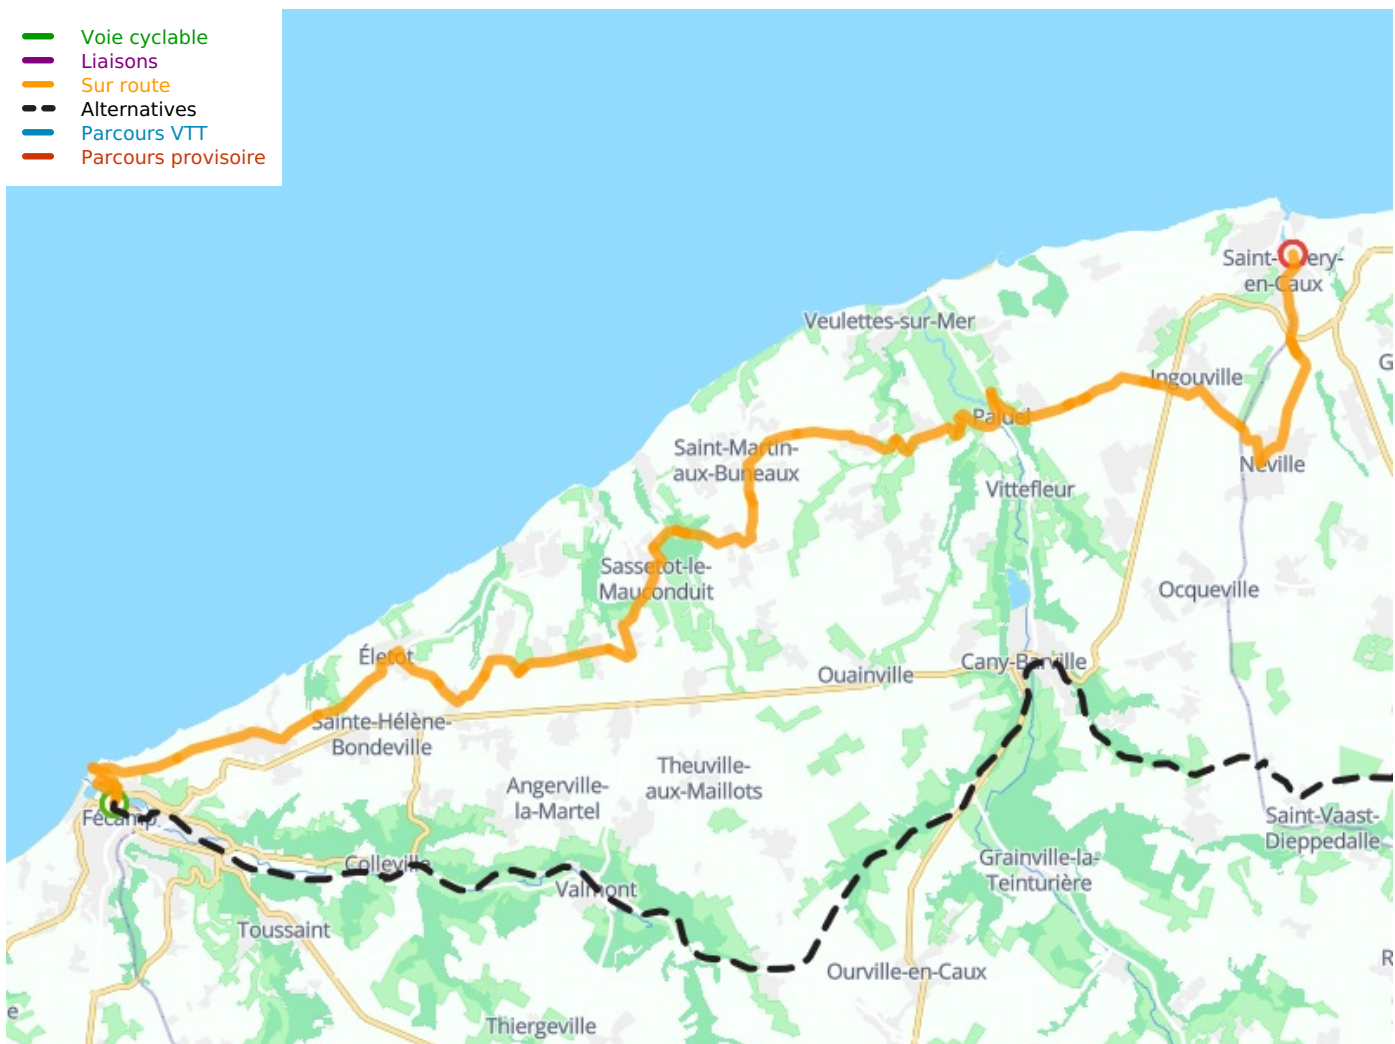 Voie cyclable
Liaisons
Sur route
Alternatives
Parcours VTT
Parcours provisoire
Saint-
ery-
en-Caux
Veulettes-sur-Mer
Ingouville
G
Paluel
Saint-Martin-
aux-Buneaux
Néville
Vittefleur
Sassetot-le-
Mauconduit
Ocqueville
Életot
Cany-Barville
Ouainville
Sainte-Hélène-
Bondeville
Theuville-
aux-Maillots
Angerville-
la-Martel
Fécamp
Saint-Vaast-
Dieppedalle
Colleville
Grainville-la-
Teinturière
Valmont
Toussaint
R
Ourville-en-Caux
e
Thiergeville